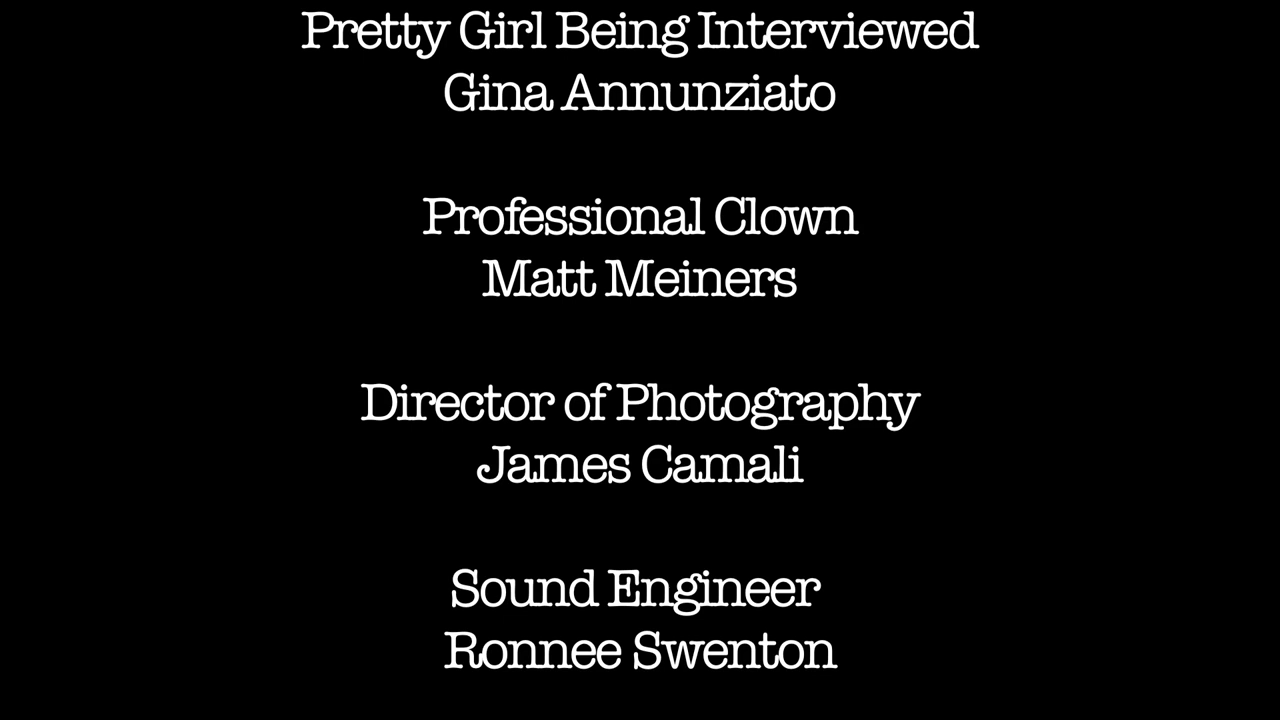 Pretty Girl Being Interviewed
Gina Annunziato
Professional Clown
Matt Meiners
Director of Photography
James Camali
Sound Engineer
Ronnee Swenton